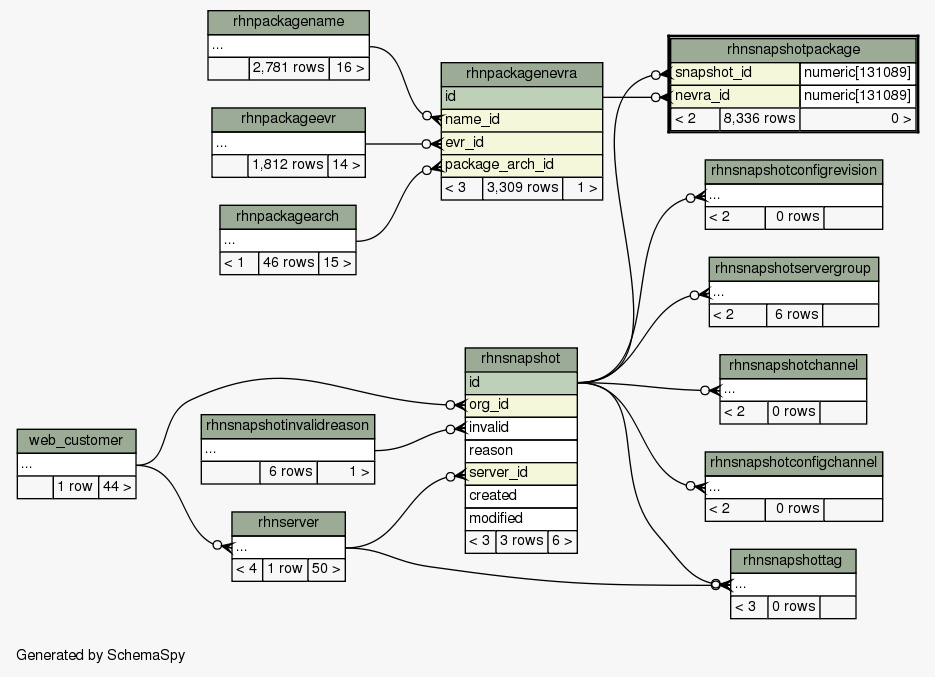 rhnpackagename
...
2,781 rows 16 >
rhnpackageevr
...
1,812 rows 14 >
rhnpackagearch
...
< 1 46 rows 15 >
rhnpackagenevra
id
name_id
evr_id
package_arch_id
< 3 3,309 rows 1 >
rhnsnapshotpackage
snapshot_id numeric[131089]
nevra_id numeric[131089]
< 2 8,336 rows 0 >
rhnsnapshotconfigrevision
...
< 2 0 rows
rhnsnapshotservergroup
...
< 2 6 rows
rhnsnapshotchannel
...
< 2 0 rows
rhnsnapshotconfigchannel
...
< 2 0 rows
rhnsnapshottag
...
< 3 0 rows
rhnsnapshot
id
org_id
invalid
reason
server_id
created
modified
< 3 3 rows 6 >
rhnsnapshotinvalidreason
...
6 rows 1 >
web_customer
...
1 row 44 >
rhnserver
...
< 4 1 row 50 >
Generated by SchemaSpy